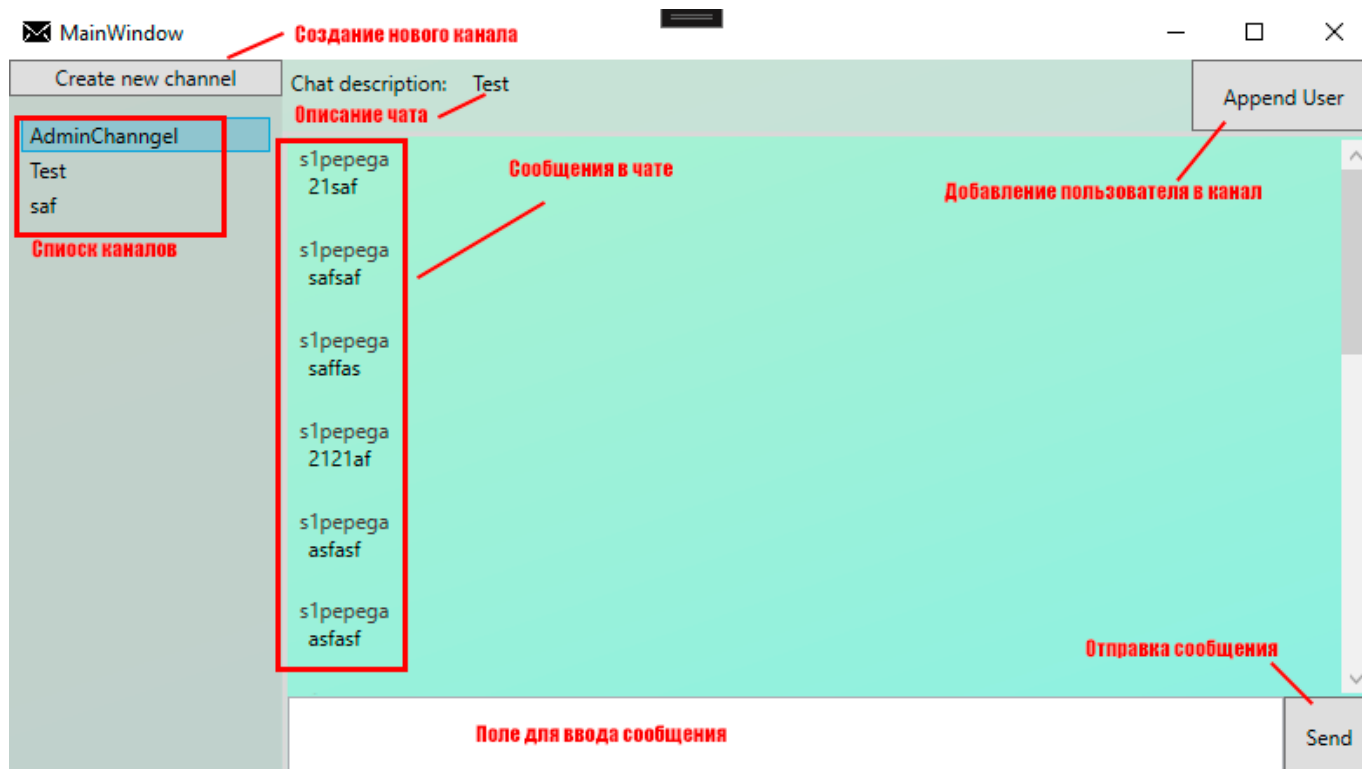 MainWindow
Создание нового канала
Create new channel
Chat description: Test
Append User
Описание чата
AdminChanngel
Test
saf
Спиоск каналов
s1pepega
21saf
Сообщения в чате
Добавление пользователя в канал
s1pepega
safsaf
s1pepega
saffas
s1pepega
2121af
s1pepega
asfasf
s1pepega
asfasf
Отправка сообщения
Поле для ввода сообщения
Send